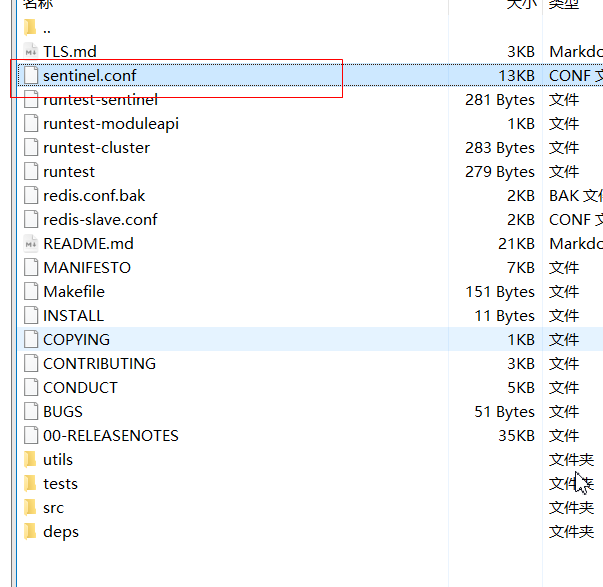 名称 大小 类型
..
TLS.md 3KB Markdo
sentinel.conf 13KB CONF 文
runtest-sentinel 281 Bytes 文件
runtest-moduleapi 1KB 文件
runtest-cluster 283 Bytes 文件
runtest 279 Bytes 文件
redis.conf.bak 2KB BAK 文件
redis-slave.conf 2KB CONF 文
README.md 21KB Markdo
MANIFESTO 7KB 文件
Makefile 151 Bytes 文件
INSTALL 11 Bytes 文件
COPYING 1KB 文件
CONTRIBUTING 3KB 文件
CONDUCT 5KB 文件
BUGS 51 Bytes 文件
00-RELEASENOTES 35KB 文件
utils 文件夹
tests 文件夹
src 文件夹
deps 文件夹